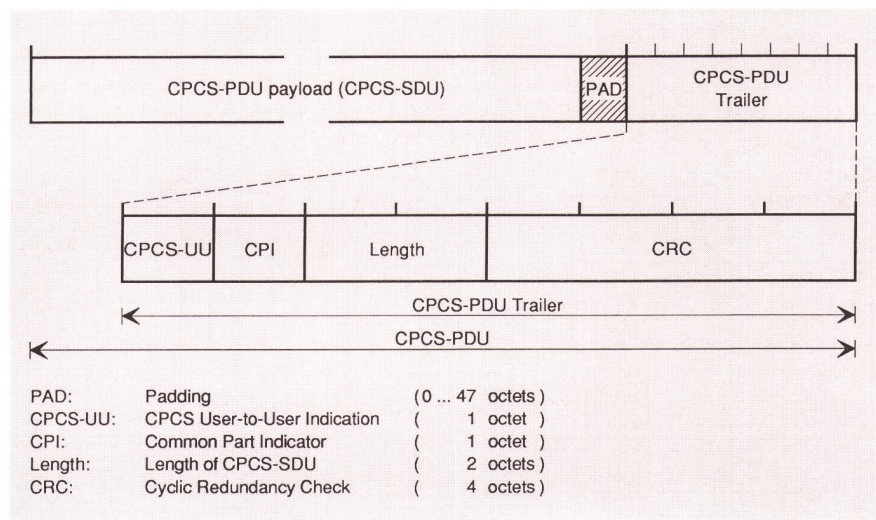 CPCS-PDU payload (CPCS-SDU)
PAD
CPCS-PDU
Trailer
CPCS-UU
CPI
Length
CRC
CPCS-PDU Trailer
CPCS-PDU
PAD: Padding (0 ... 47 octets)
CPCS-UU: CPCS User-to-User Indication ( 1 octet )
CPI: Common Part Indicator ( 1 octet )
Length: Length of CPCS-SDU ( 2 octets )
CRC: Cyclic Redundancy Check ( 4 octets )